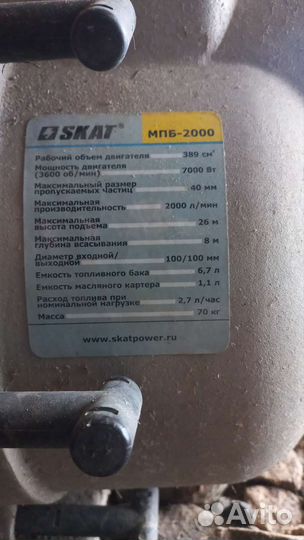 SKAT® МПБ-2000
Рабочий объем двигателя 389 см³
Мощность двигателя
(3600 об/мин) 7000 Вт
Максимальный размер
пропускаемых частиц 40 мм
Максимальная
производительность 2000 л/мин
Максимальная
высота подъема 26 м
Максимальная
глубина всасывания 8 м
Диаметр входной/
выходной 100/100 мм
Емкость топливного бака 6,7 л
Емкость масляного картера 1,1 л
Расход топлива при
номинальной нагрузке 2,7 л/час
Масса 70 кг
www.skatpower.ru
Avito